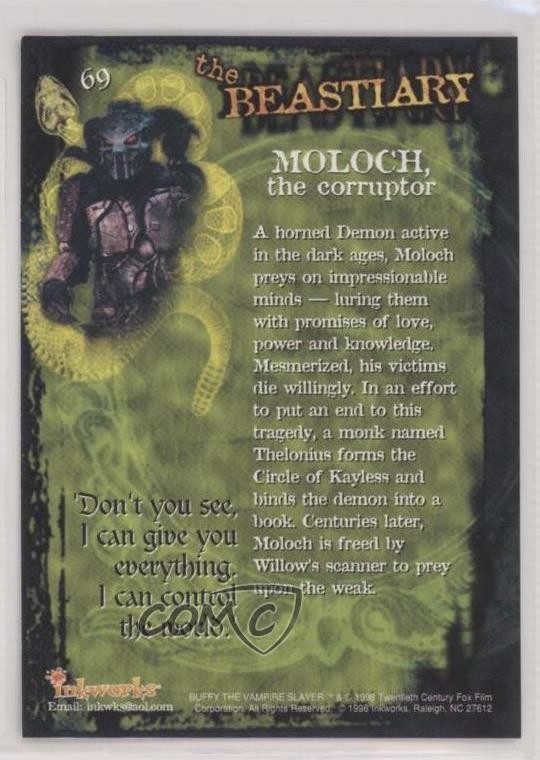 69
the
BEASTIARY
MOLOCH,
the corruptor
A horned Demon active
in the dark ages, Moloch
preys on impressionable
minds — luring them
with promises of love,
power and knowledge.
Mesmerized, his victims
die willingly. In an effort
to put an end to this
tragedy, a monk named
Thelonius forms the
Circle of Kayless and
binds the demon into a
book. Centuries later,
Moloch is freed by
Willow's scanner to prey
upon the weak.
'Don't you see,
I can give you
everything.
I can control
the world.'
COMC
inkworks
Email: inkwks@aol.com
BUFFY THE VAMPIRE SLAYER ™ & © 1998 Twentieth Century Fox Film
Corporation. All Rights Reserved. © 1998 Inkworks, Raleigh, NC 27612